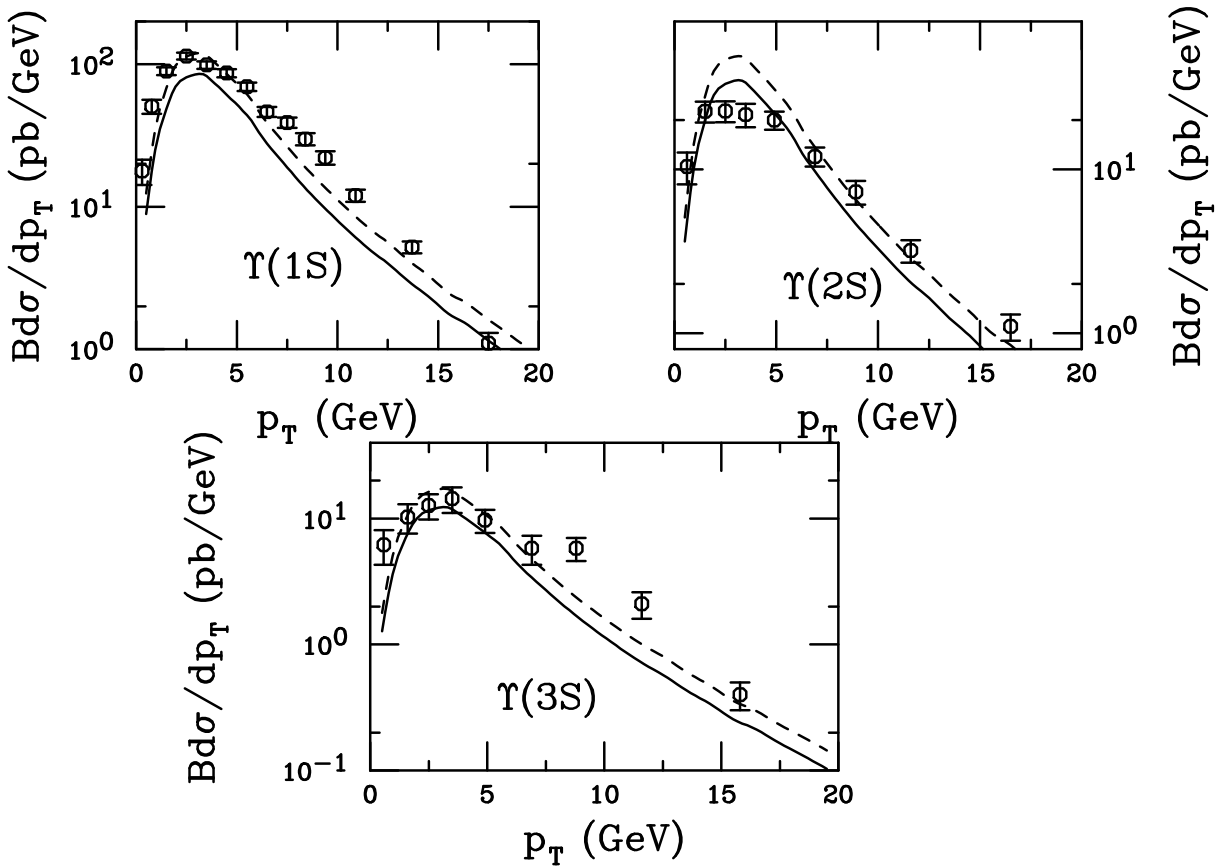 Bdσ/dp_T (pb/GeV)
10²
10¹
10⁰
ϒ(1S)
0 5 10 15 20
p_T (GeV)
ϒ(2S)
10¹
10⁰
Bdσ/dp_T (pb/GeV)
0 5 10 15 20
p_T (GeV)
Bdσ/dp_T (pb/GeV)
10¹
10⁰
10⁻¹
ϒ(3S)
0 5 10 15 20
p_T (GeV)